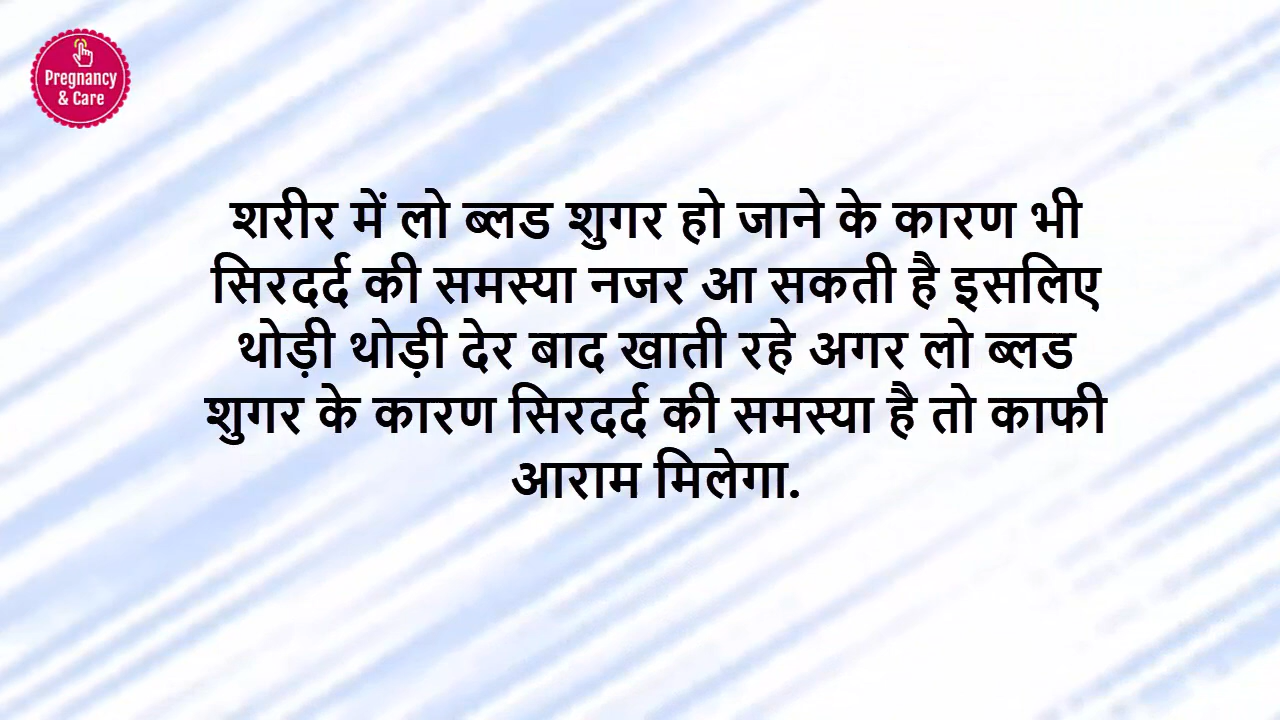 Pregnancy
& Care
शरीर में लो ब्लड शुगर हो जाने के कारण भी
सिरदर्द की समस्या नजर आ सकती है इसलिए
थोड़ी थोड़ी देर बाद खाती रहे अगर लो ब्लड
शुगर के कारण सिरदर्द की समस्या है तो काफी
आराम मिलेगा.